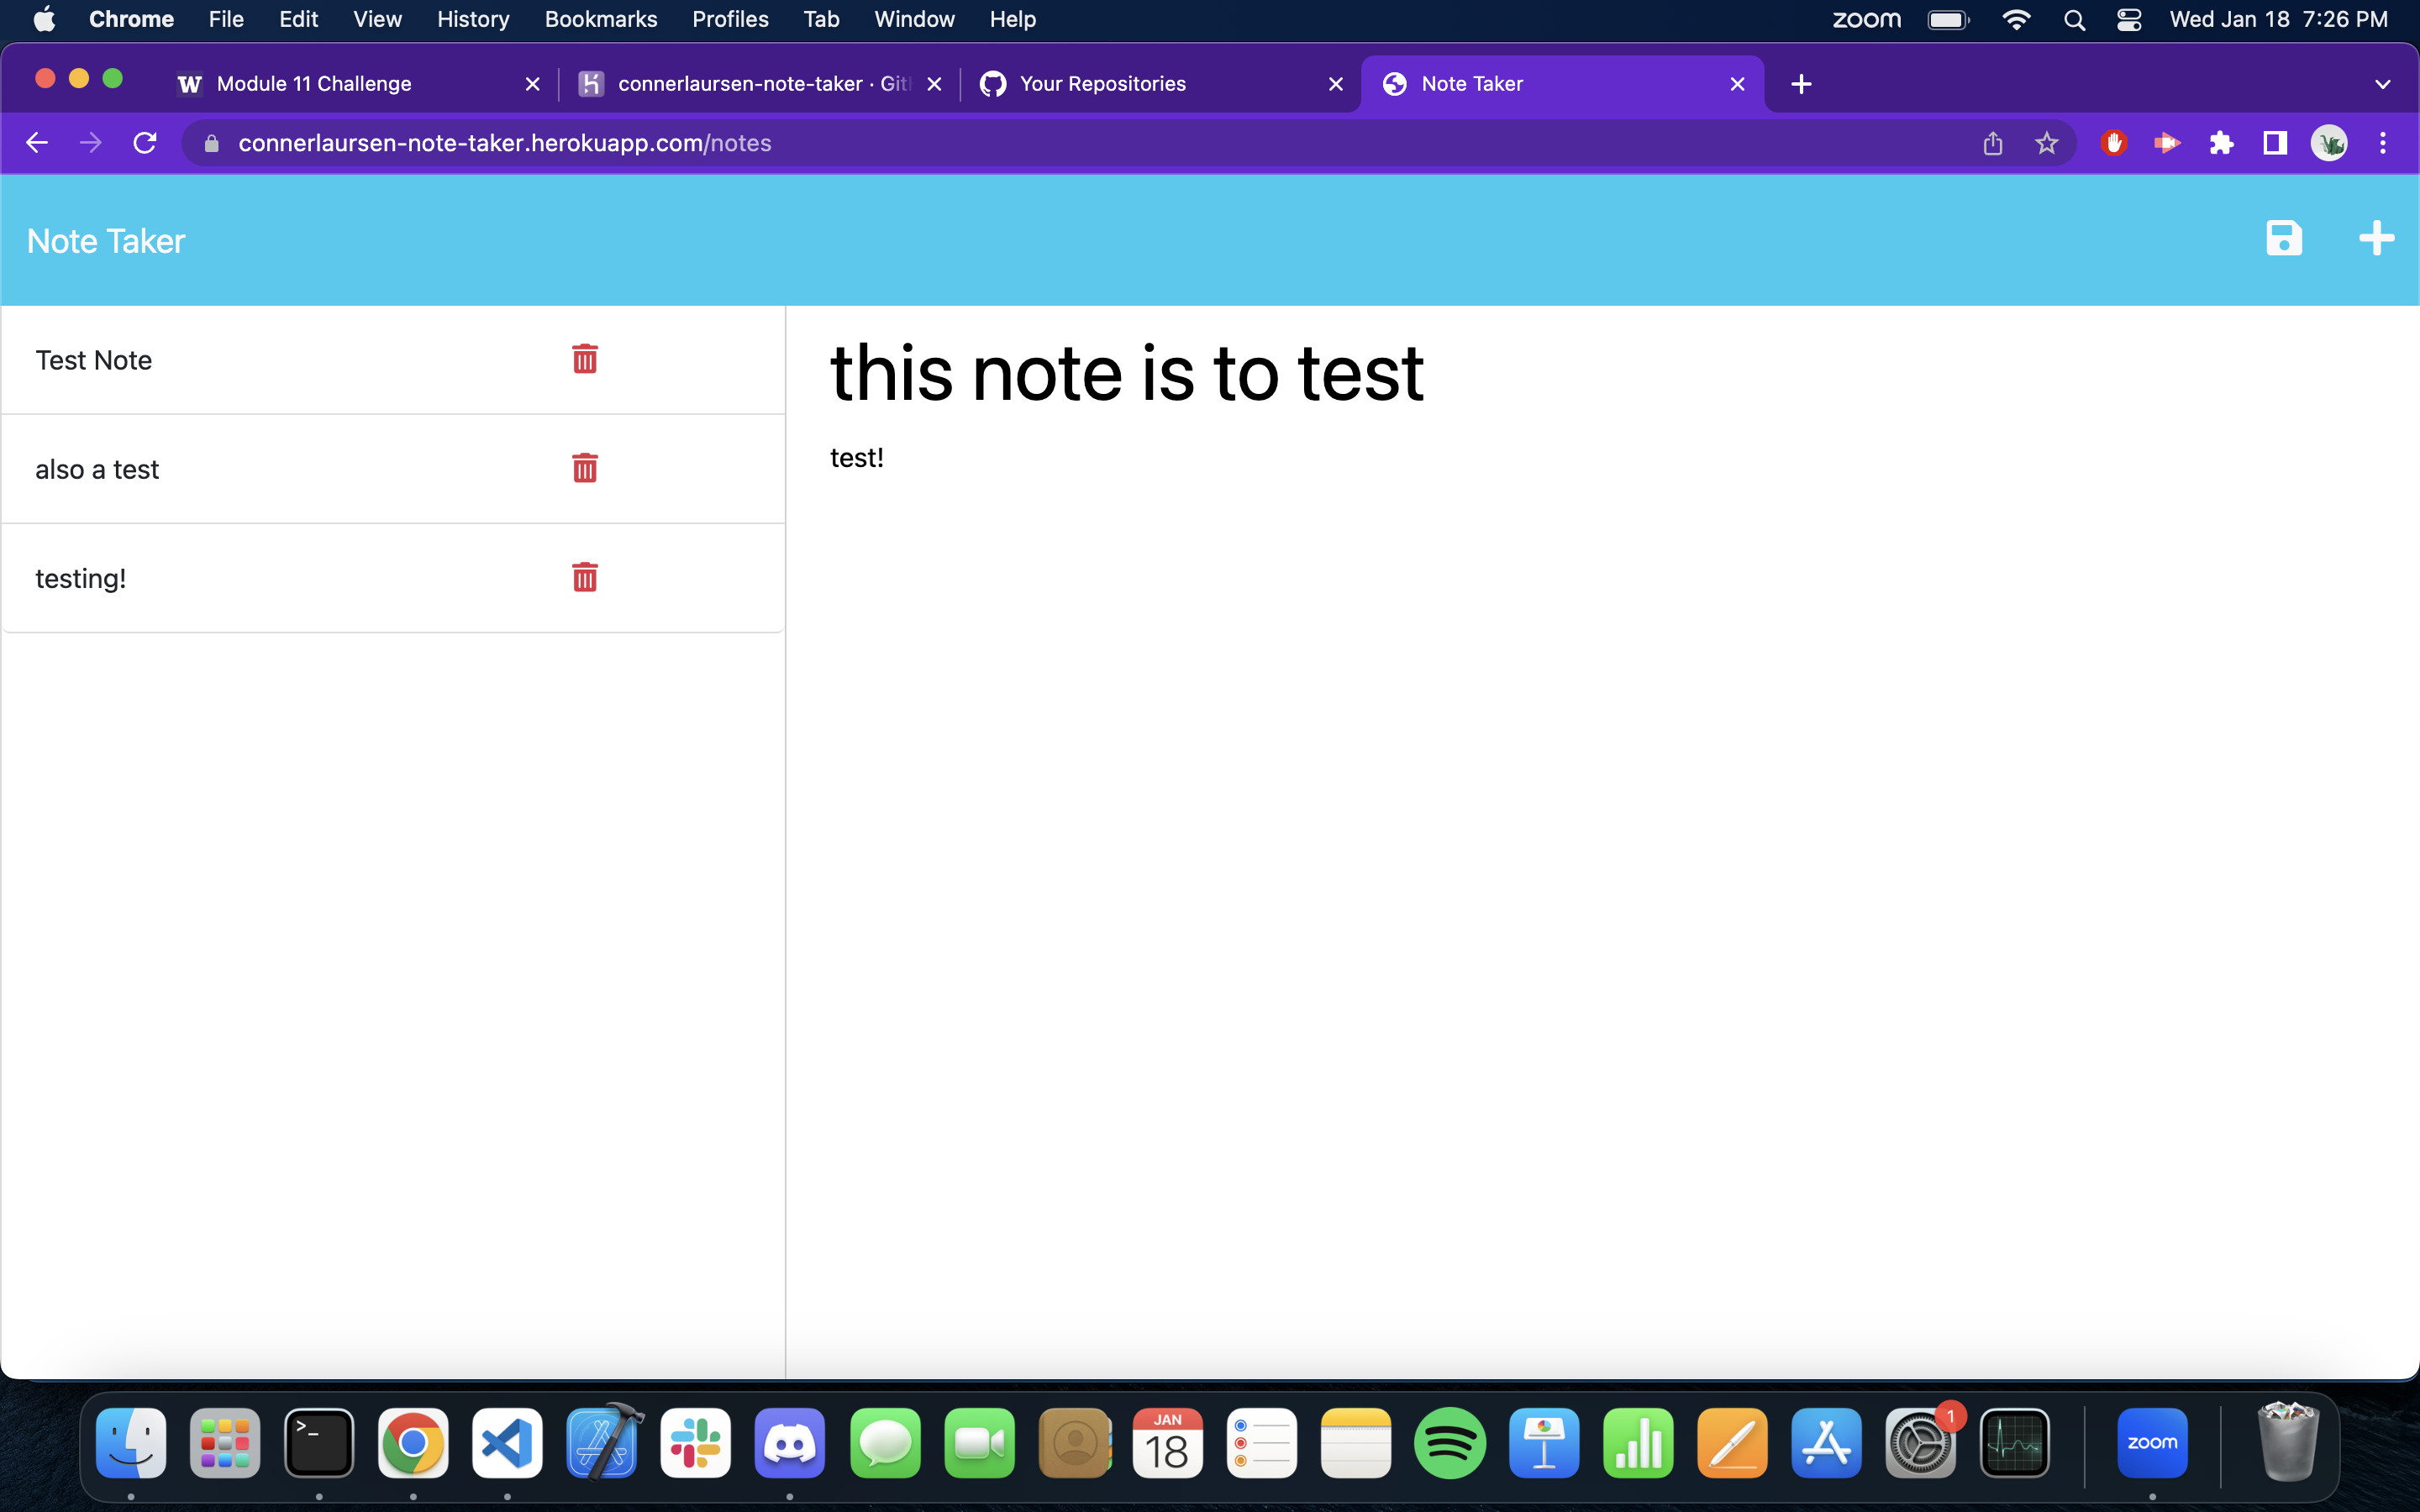 Chrome File Edit View History Bookmarks Profiles Tab Window Help zoom Wed Jan 18 7:26 PM
W Module 11 Challenge connerlaursen-note-taker · Git Your Repositories Note Taker
connerlaursen-note-taker.herokuapp.com/notes
Note Taker
Test Note
also a test
testing!
this note is to test
test!
>_
JAN
18
1
zoom